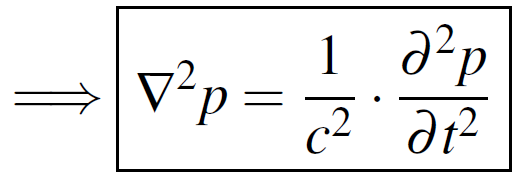 ⟹ ∇²p = 1/c² · ∂²p/∂t²